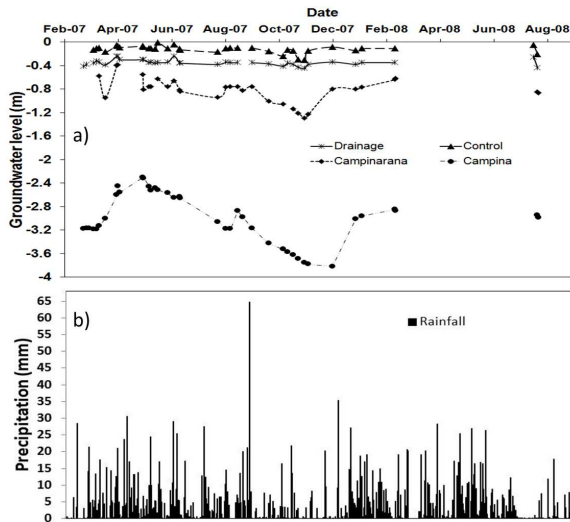 Date
Feb-07 Apr-07 Jun-07 Aug-07 Oct-07 Dec-07 Feb-08 Apr-08 Jun-08 Aug-08
0
-0.4
-0.8
-1.2
-1.6
-2
-2.4
-2.8
-3.2
-3.6
-4
Groundwater level (m)
a)
Drainage Control
Campinarana Campina
b)
Rainfall
65
60
55
50
45
40
35
30
25
20
15
10
5
0
Precipitation (mm)